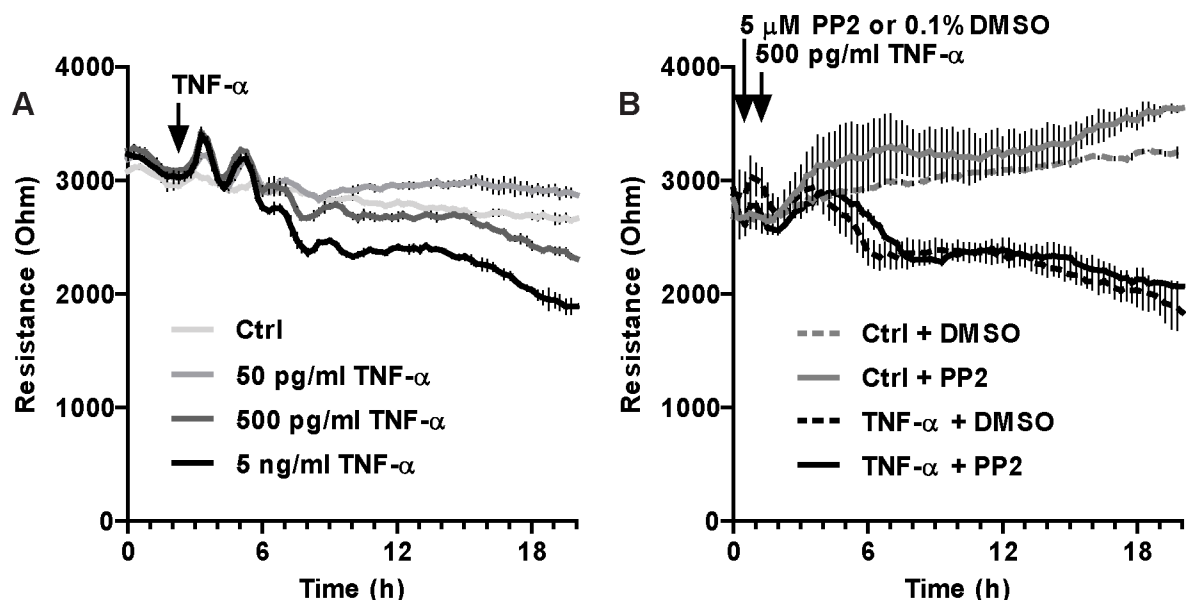 A
TNF-α
4000
3000
2000
1000
0
Resistance (Ohm)
Ctrl
50 pg/ml TNF-α
500 pg/ml TNF-α
5 ng/ml TNF-α
0 6 12 18
Time (h)
B
5 μM PP2 or 0.1% DMSO
500 pg/ml TNF-α
4000
3000
2000
1000
0
Resistance (Ohm)
Ctrl + DMSO
Ctrl + PP2
TNF-α + DMSO
TNF-α + PP2
0 6 12 18
Time (h)